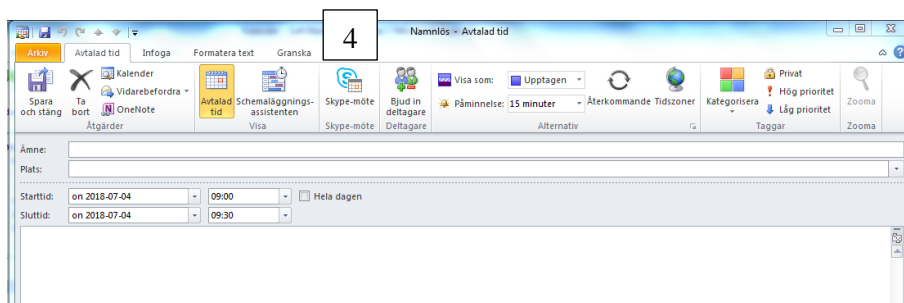 4
Namnlös - Avtalad tid
Arkiv Avtalad tid Infoga Formatera text Granska
Spara och stäng
Ta bort
Kalender
Vidarebefordra
OneNote
Åtgärder
Avtalad tid
Schemaläggnings-assistenten
Visa
Skype-möte
Skype-möte
Bjud in deltagare
Deltagare
Visa som: Upptagen
Påminnelse: 15 minuter
Återkommande
Tidszoner
Alternativ
Kategorisera
Privat
Hög prioritet
Låg prioritet
Taggar
Zooma
Zooma
Ämne:
Plats:
Starttid: on 2018-07-04 09:00 Hela dagen
Sluttid: on 2018-07-04 09:30